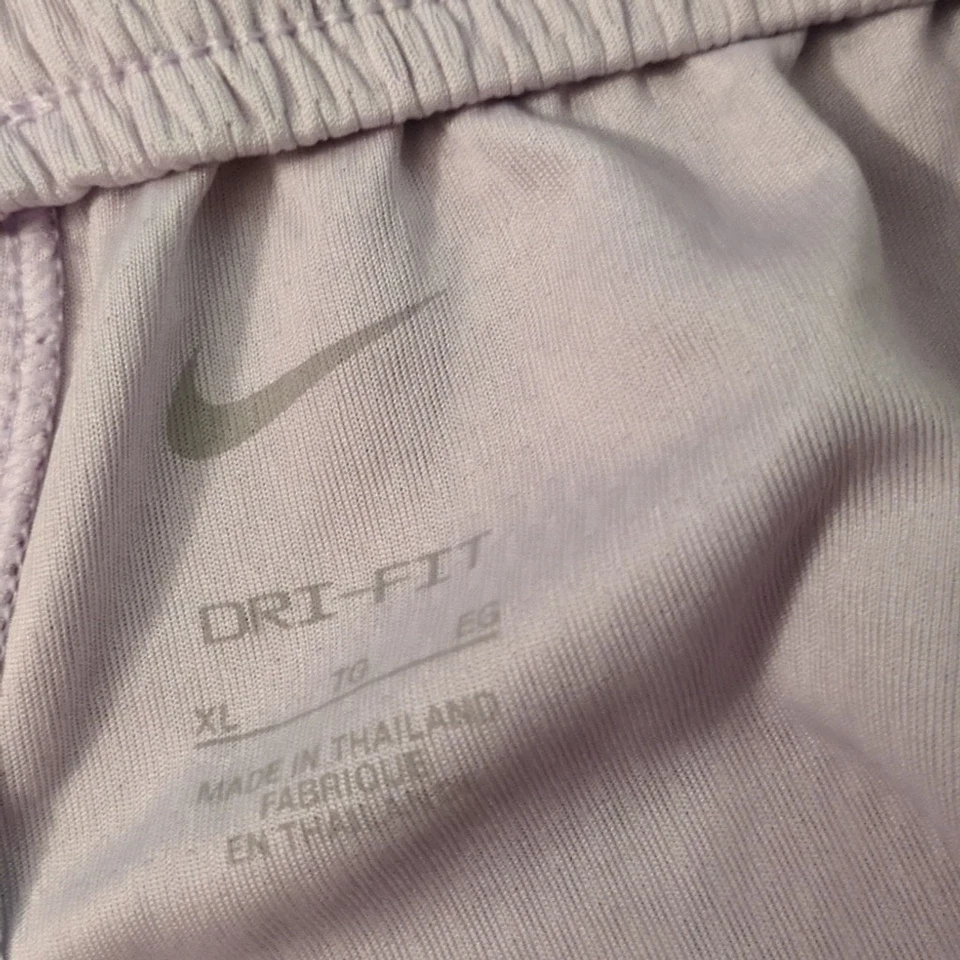 DRI-FIT
XL TG EG
MADE IN THAILAND
FABRIQUE
EN THAILANDE